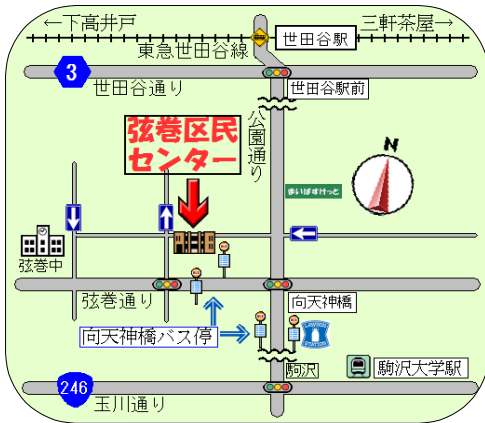 ←下高井戸
三軒茶屋→
世田谷駅
東急世田谷線
3
世田谷通り
世田谷駅前
公園通り
弦巻区民
センター
N
まいばすけっと
弦巻中
弦巻通り
向天神橋
向天神橋バス停
LAWSON
STATION
駒沢
駒沢大学駅
246
玉川通り